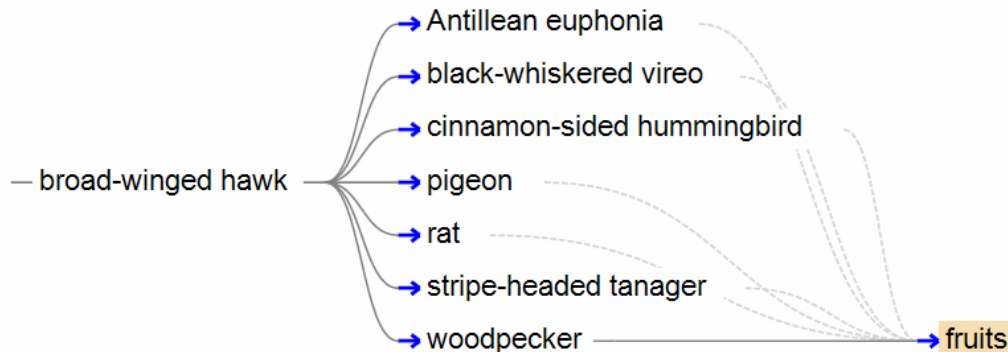 Antillean euphonia
black-whiskered vireo
cinnamon-sided hummingbird
broad-winged hawk
pigeon
rat
stripe-headed tanager
woodpecker
fruits